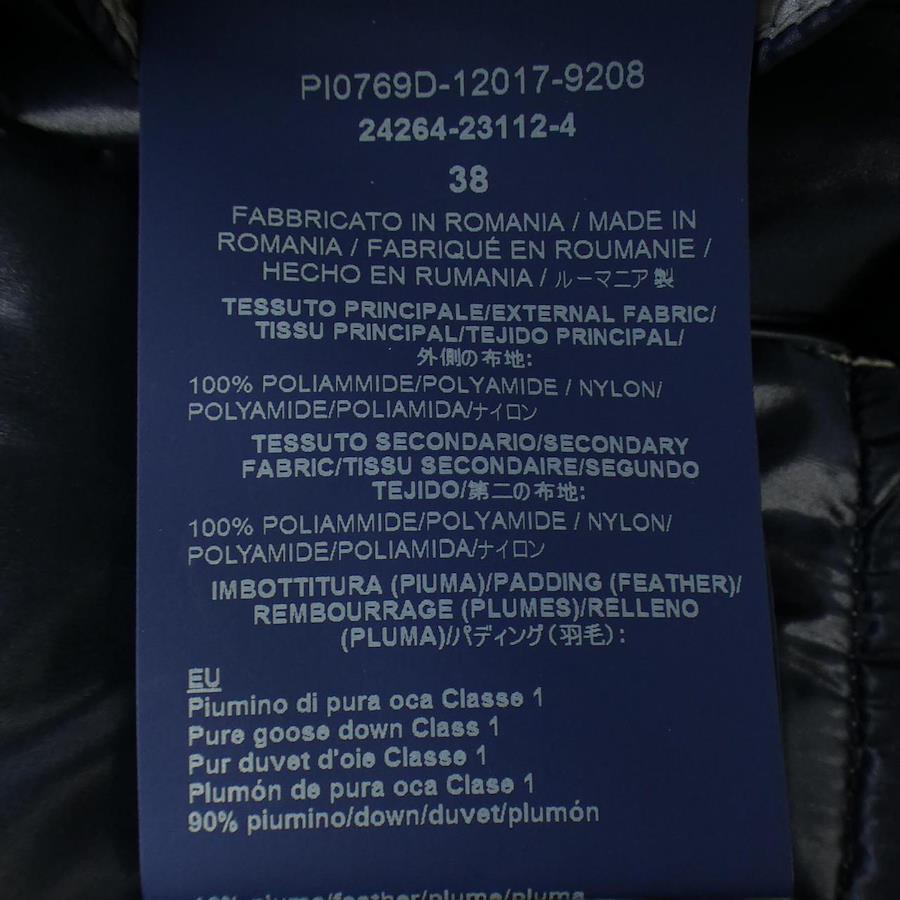 PI0769D-12017-9208
24264-23112-4
38
FABBRICATO IN ROMANIA / MADE IN
ROMANIA / FABRIQUÉ EN ROUMANIE /
HECHO EN RUMANIA / ルーマニア製
TESSUTO PRINCIPALE/EXTERNAL FABRIC/
TISSU PRINCIPAL/TEJIDO PRINCIPAL/
外側の布地:
100% POLIAMMIDE/POLYAMIDE / NYLON/
POLYAMIDE/POLIAMIDA/ナイロン
TESSUTO SECONDARIO/SECONDARY
FABRIC/TISSU SECONDAIRE/SEGUNDO
TEJIDO/第二の布地:
100% POLIAMMIDE/POLYAMIDE / NYLON/
POLYAMIDE/POLIAMIDA/ナイロン
IMBOTTITURA (PIUMA)/PADDING (FEATHER)/
REMBOURRAGE (PLUMES)/RELLENO
(PLUMA)/パディング(羽毛):
EU
Piumino di pura oca Classe 1
Pure goose down Class 1
Pur duvet d'oie Classe 1
Plumón de pura oca Clase 1
90% piumino/down/duvet/plumón
10% piuma/feather/plume/pluma